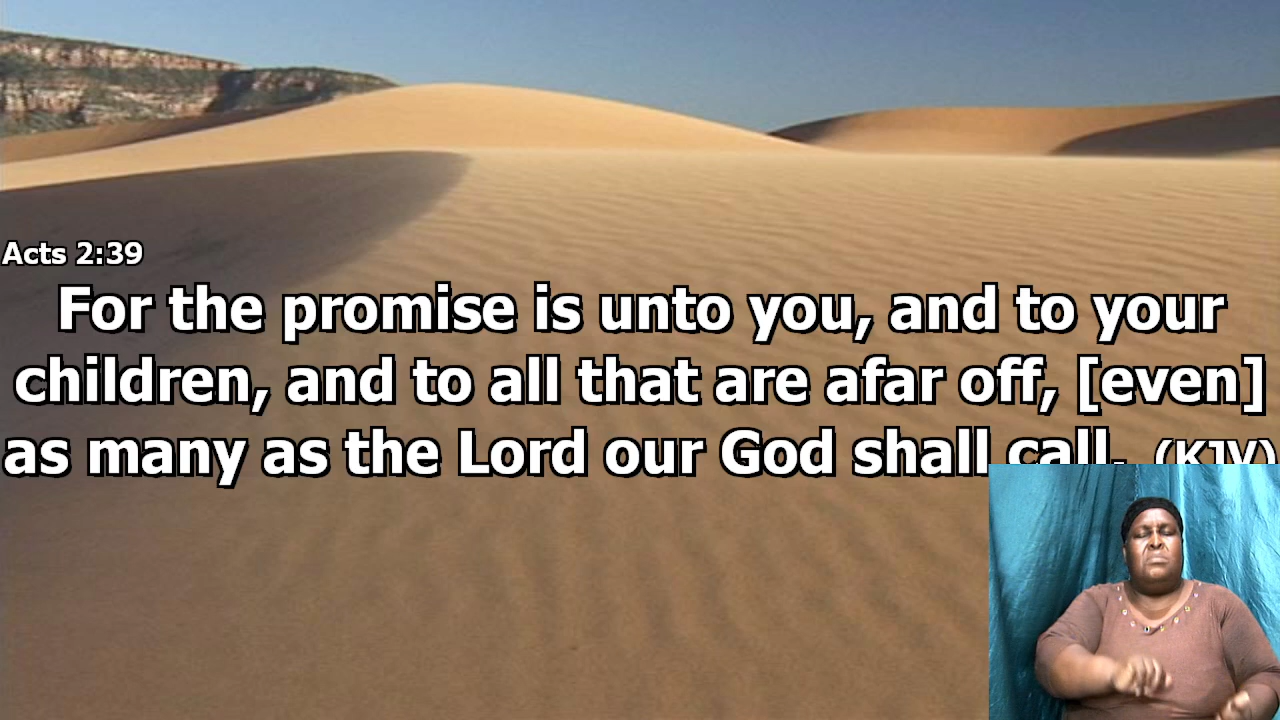 Acts 2:39
For the promise is unto you, and to your
children, and to all that are afar off, [even]
as many as the Lord our God shall call. (KJV)